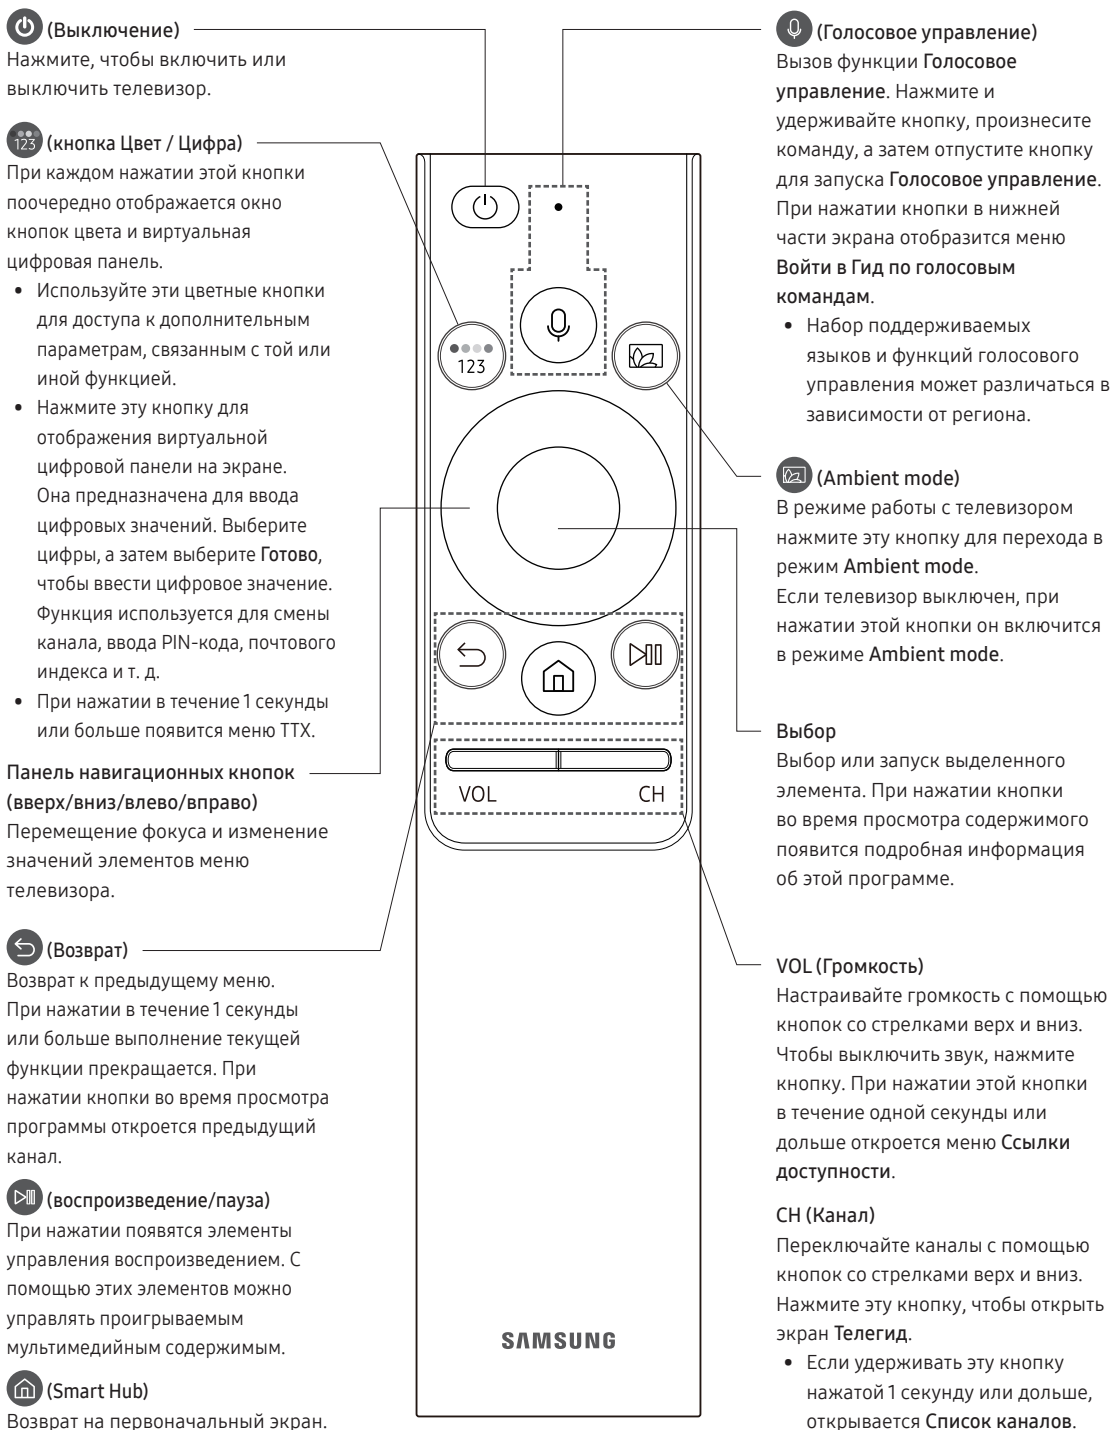 (Выключение)
Нажмите, чтобы включить или
выключить телевизор.
123 (кнопка Цвет / Цифра)
При каждом нажатии этой кнопки
поочередно отображается окно
кнопок цвета и виртуальная
цифровая панель.
• Используйте эти цветные кнопки
для доступа к дополнительным
параметрам, связанным с той или
иной функцией.
• Нажмите эту кнопку для
отображения виртуальной
цифровой панели на экране.
Она предназначена для ввода
цифровых значений. Выберите
цифры, а затем выберите Готово,
чтобы ввести цифровое значение.
Функция используется для смены
канала, ввода PIN-кода, почтового
индекса и т. д.
• При нажатии в течение 1 секунды
или больше появится меню TTX.
Панель навигационных кнопок
(вверх/вниз/влево/вправо)
Перемещение фокуса и изменение
значений элементов меню
телевизора.
(Возврат)
Возврат к предыдущему меню.
При нажатии в течение 1 секунды
или больше выполнение текущей
функции прекращается. При
нажатии кнопки во время просмотра
программы откроется предыдущий
канал.
(воспроизведение/пауза)
При нажатии появятся элементы
управления воспроизведением. С
помощью этих элементов можно
управлять проигрываемым
мультимедийным содержимым.
(Smart Hub)
Возврат на первоначальный экран.
123
VOL
CH
SAMSUNG
(Голосовое управление)
Вызов функции Голосовое
управление. Нажмите и
удерживайте кнопку, произнесите
команду, а затем отпустите кнопку
для запуска Голосовое управление.
При нажатии кнопки в нижней
части экрана отобразится меню
Войти в Гид по голосовым
командам.
• Набор поддерживаемых
языков и функций голосового
управления может различаться в
зависимости от региона.
(Ambient mode)
В режиме работы с телевизором
нажмите эту кнопку для перехода в
режим Ambient mode.
Если телевизор выключен, при
нажатии этой кнопки он включится
в режиме Ambient mode.
Выбор
Выбор или запуск выделенного
элемента. При нажатии кнопки
во время просмотра содержимого
появится подробная информация
об этой программе.
VOL (Громкость)
Настраивайте громкость с помощью
кнопок со стрелками верх и вниз.
Чтобы выключить звук, нажмите
кнопку. При нажатии этой кнопки
в течение одной секунды или
дольше откроется меню Ссылки
доступности.
CH (Канал)
Переключайте каналы с помощью
кнопок со стрелками верх и вниз.
Нажмите эту кнопку, чтобы открыть
экран Телегид.
• Если удерживать эту кнопку
нажатой 1 секунду или дольше,
открывается Список каналов.